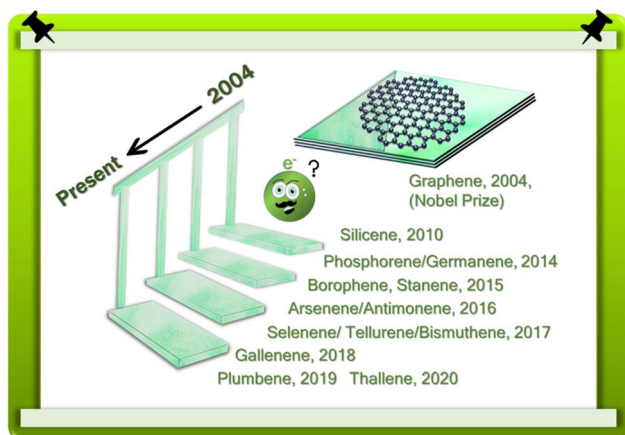 2004
Present
e-
?
Graphene, 2004,
(Nobel Prize)
Silicene, 2010
Phosphorene/Germanene, 2014
Borophene, Stanene, 2015
Arsenene/Antimonene, 2016
Selenene/ Tellurene/Bismuthene, 2017
Gallenene, 2018
Plumbene, 2019 Thallene, 2020